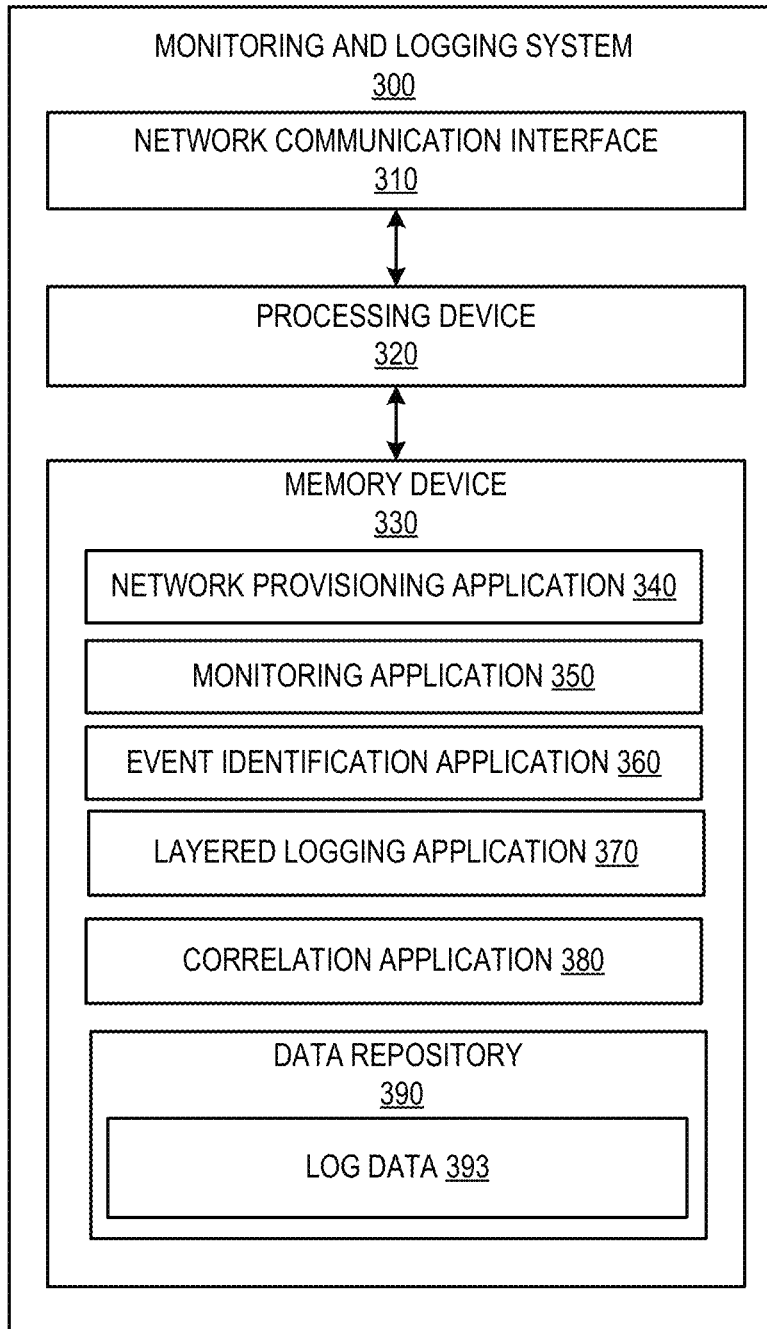 MONITORING AND LOGGING SYSTEM
300
NETWORK COMMUNICATION INTERFACE
310
PROCESSING DEVICE
320
MEMORY DEVICE
330
NETWORK PROVISIONING APPLICATION 340
MONITORING APPLICATION 350
EVENT IDENTIFICATION APPLICATION 360
LAYERED LOGGING APPLICATION 370
CORRELATION APPLICATION 380
DATA REPOSITORY
390
LOG DATA 393